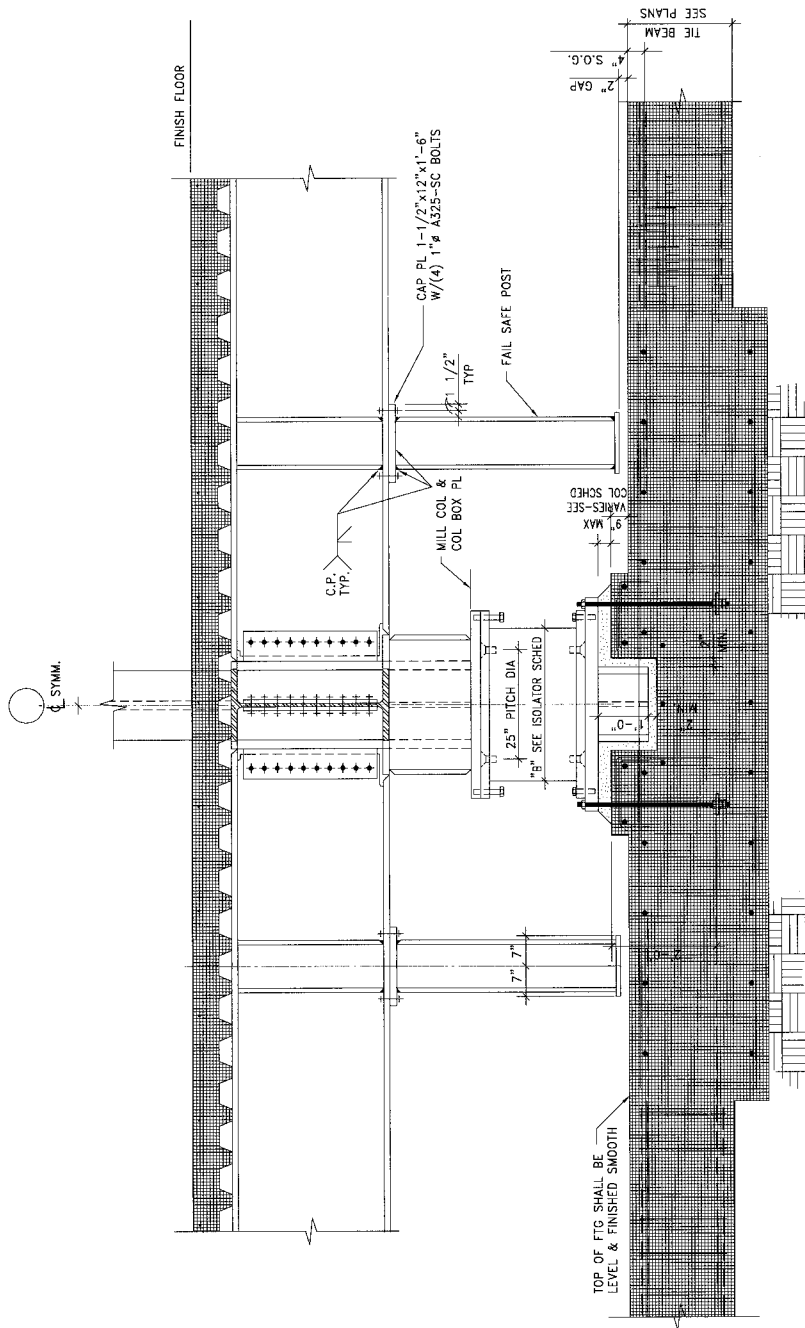 ℄ SYMM.
FINISH FLOOR
CAP PL 1-1/2"x12"x1'-6"
W/(4) 1"ø A325-SC BOLTS
1 1/2"
TYP
C.P.
TYP.
MILL COL &
COL BOX PL
FAIL SAFE POST
25" PITCH DIA
"B" SEE ISOLATOR SCHED
7"
7"
9" MAX
VARIES-SEE
COL SCHED
2" GAP
4" S.O.G.
TIE BEAM
SEE PLANS
1'-0"
2"
MIN.
2"
MIN.
TOP OF FTG SHALL BE
LEVEL & FINISHED SMOOTH